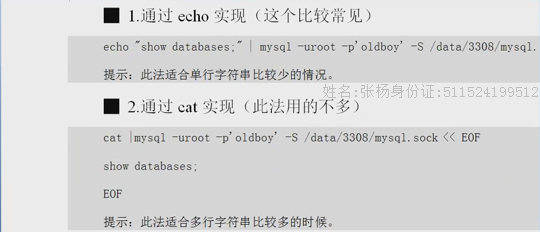 1.通过 echo 实现（这个比较常见）
echo "show databases;" | mysql -uroot -p'oldboy' -S /data/3308/mysql.
提示：此法适合单行字符串比较少的情况。
姓名:张杨身份证:511524199512
2.通过 cat 实现（此法用的不多）
cat |mysql -uroot -p'oldboy' -S /data/3308/mysql.sock << EOF
show databases;
EOF
提示：此法适合多行字符串比较多的时候。